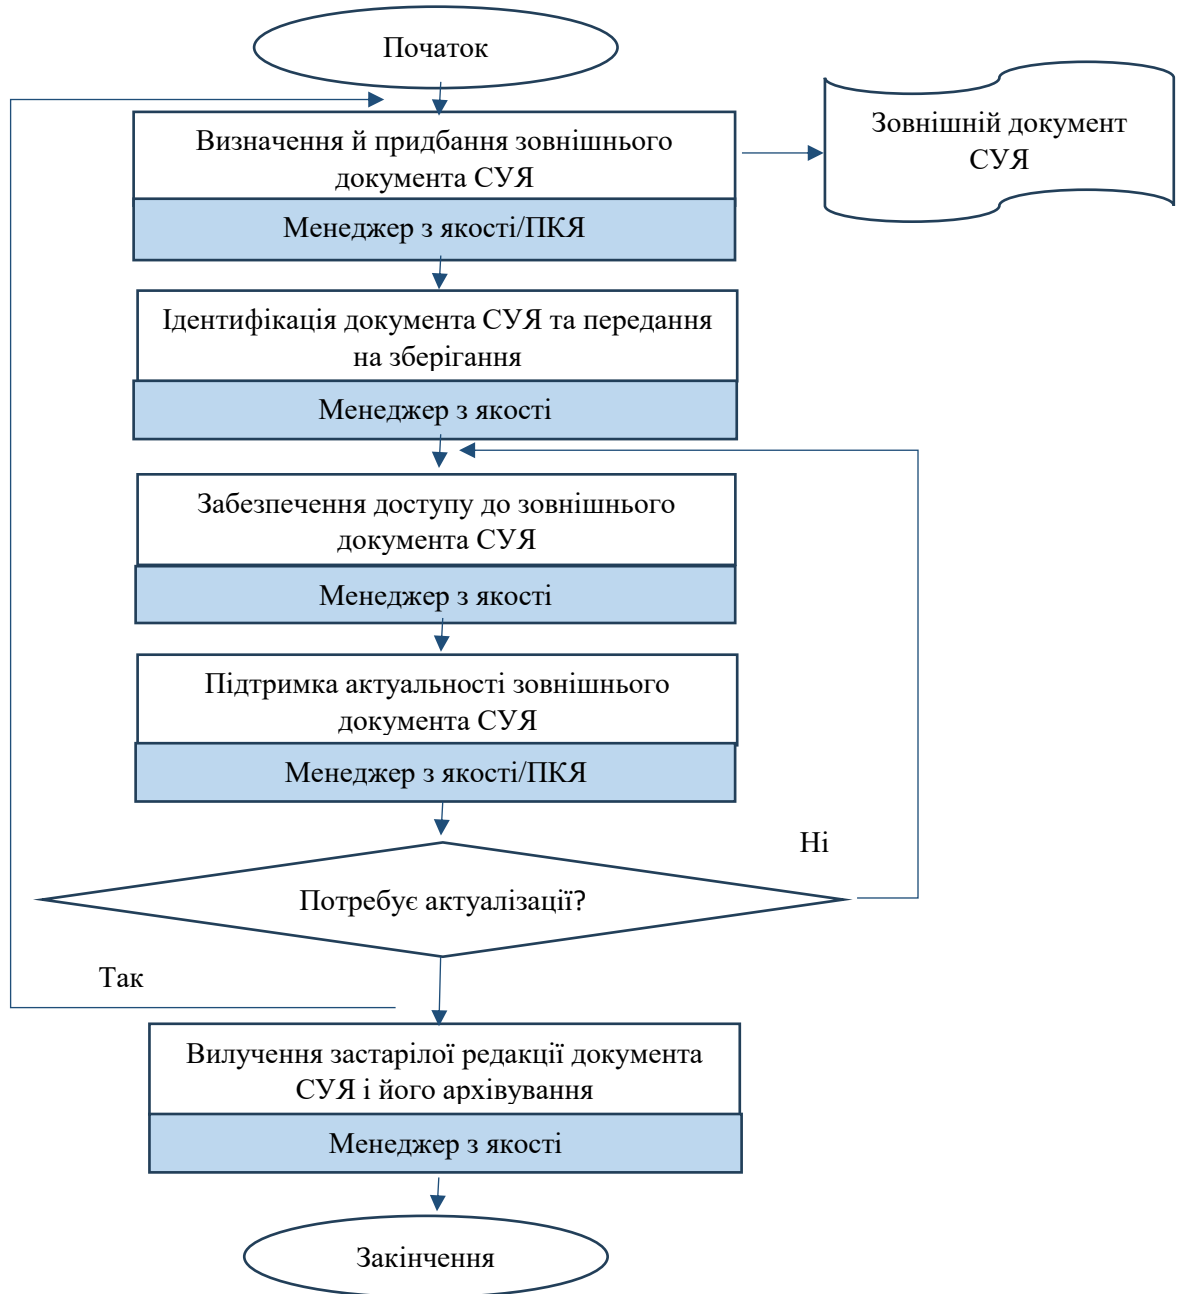 Початок
Визначення й придбання зовнішнього
документа СУЯ
Менеджер з якості/ПКЯ
Зовнішній документ
СУЯ
Ідентифікація документа СУЯ та передання
на зберігання
Менеджер з якості
Забезпечення доступу до зовнішнього
документа СУЯ
Менеджер з якості
Підтримка актуальності зовнішнього
документа СУЯ
Менеджер з якості/ПКЯ
Ні
Потребує актуалізації?
Так
Вилучення застарілої редакції документа
СУЯ і його архівування
Менеджер з якості
Закінчення